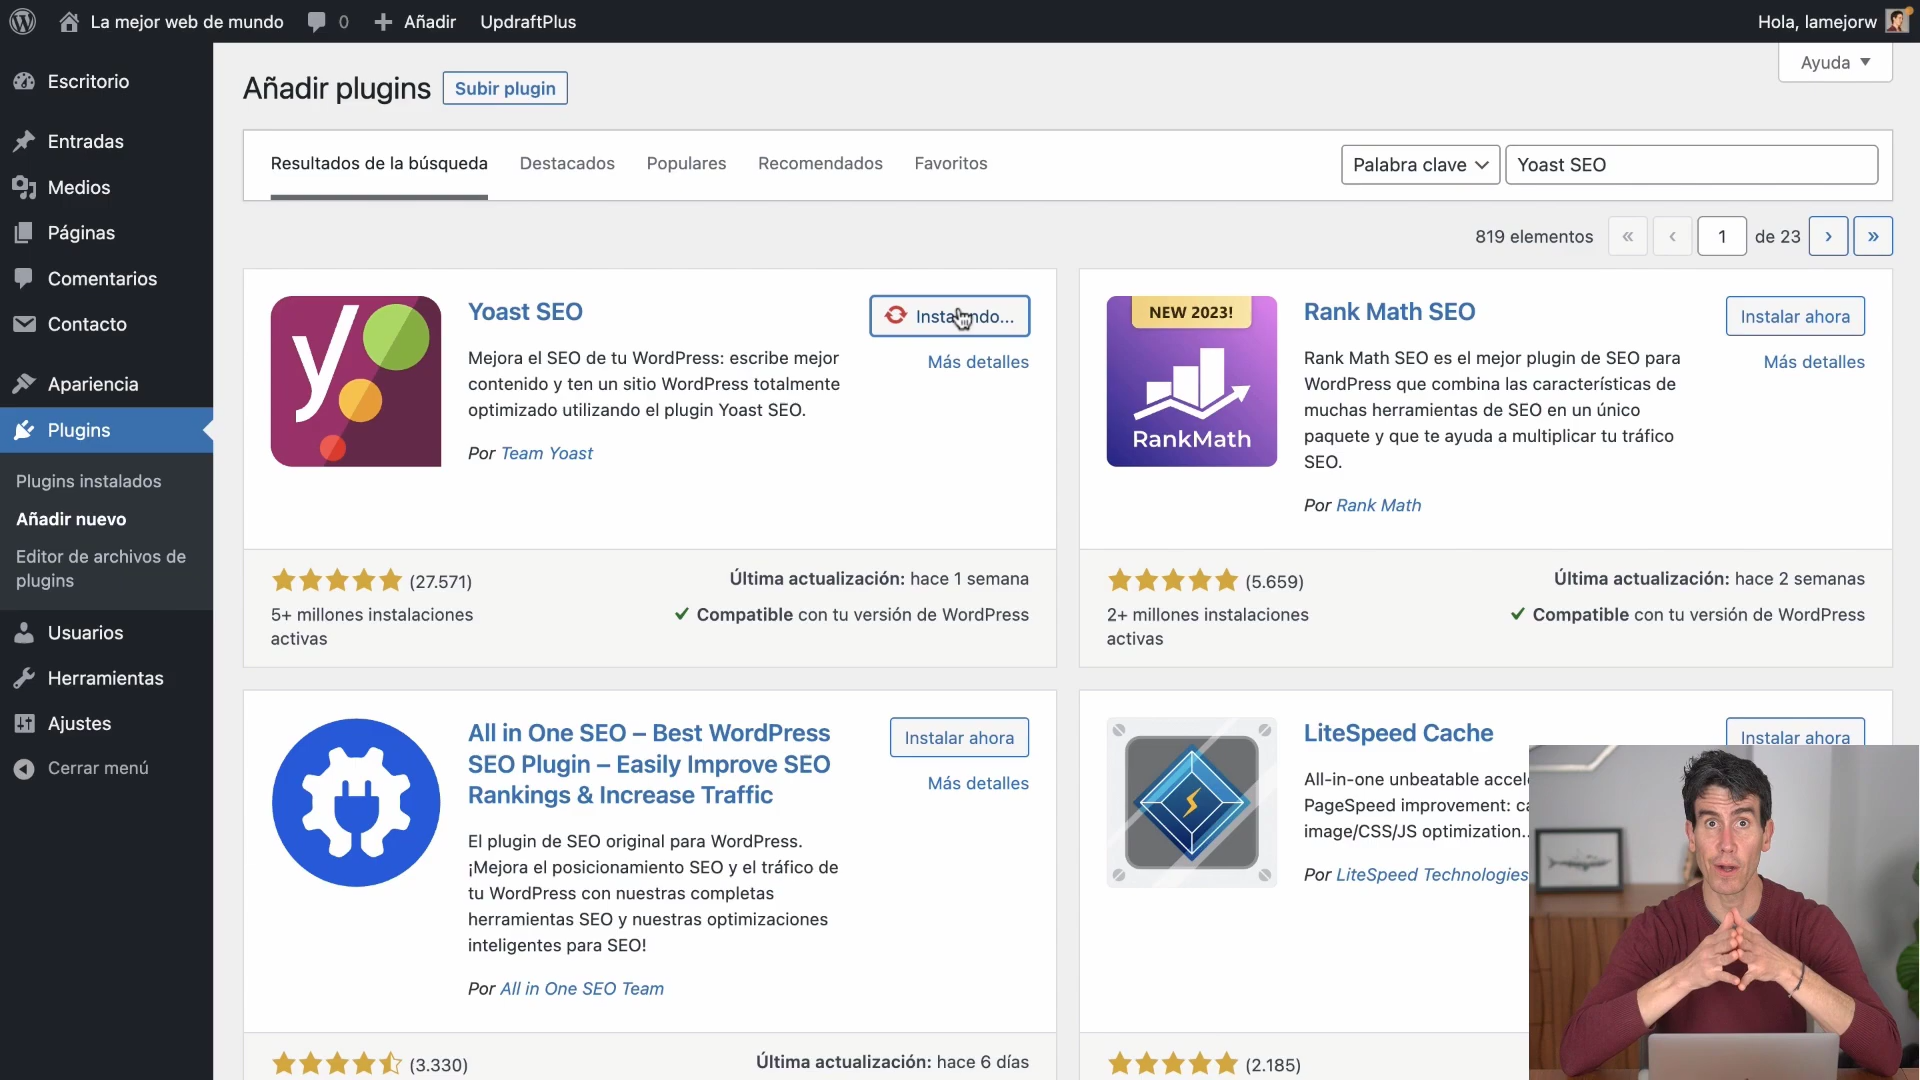 La mejor web de mundo 0 Añadir UpdraftPlus Hola, lamejorw
Ayuda
Escritorio
Entradas
Medios
Páginas
Comentarios
Contacto
Apariencia
Plugins
Plugins instalados
Añadir nuevo
Editor de archivos de
plugins
Usuarios
Herramientas
Ajustes
Cerrar menú
Añadir plugins Subir plugin
Resultados de la búsqueda Destacados Populares Recomendados Favoritos Palabra clave Yoast SEO
819 elementos « ‹ 1 de 23 › »
Yoast SEO
Mejora el SEO de tu WordPress: escribe mejor
contenido y ten un sitio WordPress totalmente
optimizado utilizando el plugin Yoast SEO.
Por Team Yoast
Más detalles
y
(27.571)
5+ millones instalaciones
activas
Última actualización: hace 1 semana
Compatible con tu versión de WordPress
NEW 2023!
RankMath
Rank Math SEO
Rank Math SEO es el mejor plugin de SEO para
WordPress que combina las características de
muchas herramientas de SEO en un único
paquete y que te ayuda a multiplicar tu tráfico
SEO.
Por Rank Math
Instalar ahora
Más detalles
(5.659)
2+ millones instalaciones
activas
Última actualización: hace 2 semanas
Compatible con tu versión de WordPress
All in One SEO – Best WordPress
SEO Plugin – Easily Improve SEO
Rankings & Increase Traffic
El plugin de SEO original para WordPress.
¡Mejora el posicionamiento SEO y el tráfico de
tu WordPress con nuestras completas
herramientas SEO y nuestras optimizaciones
inteligentes para SEO!
Por All in One SEO Team
Instalar ahora
Más detalles
(3.330)
Última actualización: hace 6 días
LiteSpeed Cache
All-in-one unbeatable
PageSpeed improvement:
image/CSS/JS optimization..
Por LiteSpeed Technologies
Instalar ahora
(2.185)